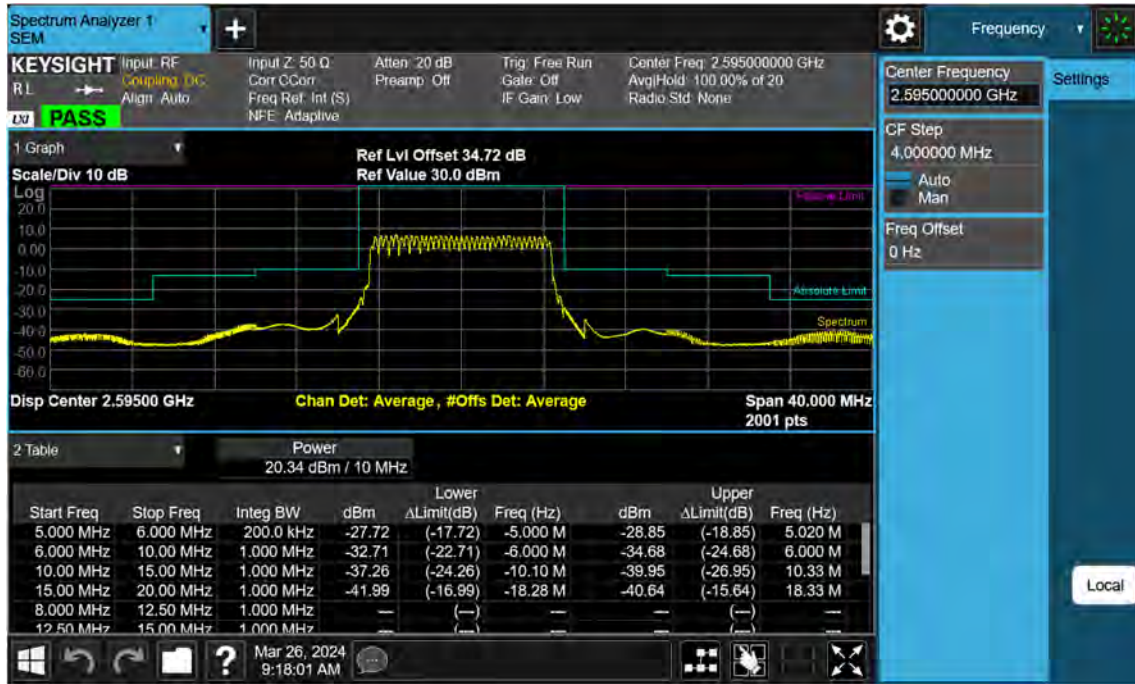 Spectrum Analyzer 1
SEM
Frequency
KEYSIGHT
Input: RF
Coupling: DC
Align: Auto
Input Z: 50 Ω
Corr CCorr
Freq Ref: Int (S)
NFE: Adaptive
Atten: 20 dB
Preamp: Off
Trig: Free Run
Gate: Off
IF Gain: Low
Center Freq: 2.595000000 GHz
Avg|Hold: 100.00% of 20
Radio Std: None
R L
LXI PASS
Center Frequency
2.595000000 GHz
Settings
CF Step
4.000000 MHz
Auto
Man
Freq Offset
0 Hz
1 Graph
Scale/Div 10 dB
Ref Lvl Offset 34.72 dB
Ref Value 30.0 dBm
Log
20.0
10.0
0.00
-10.0
-20.0
-30.0
-40.0
-50.0
-60.0
Relative Limit
Absolute Limit
Spectrum
Disp Center 2.59500 GHz
Chan Det: Average, #Offs Det: Average
Span 40.000 MHz
2001 pts
2 Table
Power
20.34 dBm / 10 MHz
Lower Upper
Start Freq Stop Freq Integ BW dBm ΔLimit(dB) Freq (Hz) dBm ΔLimit(dB) Freq (Hz)
5.000 MHz 6.000 MHz 200.0 kHz -27.72 (-17.72) -5.000 M -28.85 (-18.85) 5.020 M
6.000 MHz 10.00 MHz 1.000 MHz -32.71 (-22.71) -6.000 M -34.68 (-24.68) 6.000 M
10.00 MHz 15.00 MHz 1.000 MHz -37.26 (-24.26) -10.10 M -39.95 (-26.95) 10.33 M
15.00 MHz 20.00 MHz 1.000 MHz -41.99 (-16.99) -18.28 M -40.64 (-15.64) 18.33 M
8.000 MHz 12.50 MHz 1.000 MHz --- (---) --- --- (---) ---
12.50 MHz 15.00 MHz 1.000 MHz --- (---) --- --- (---) ---
Local
?
Mar 26, 2024
9:18:01 AM